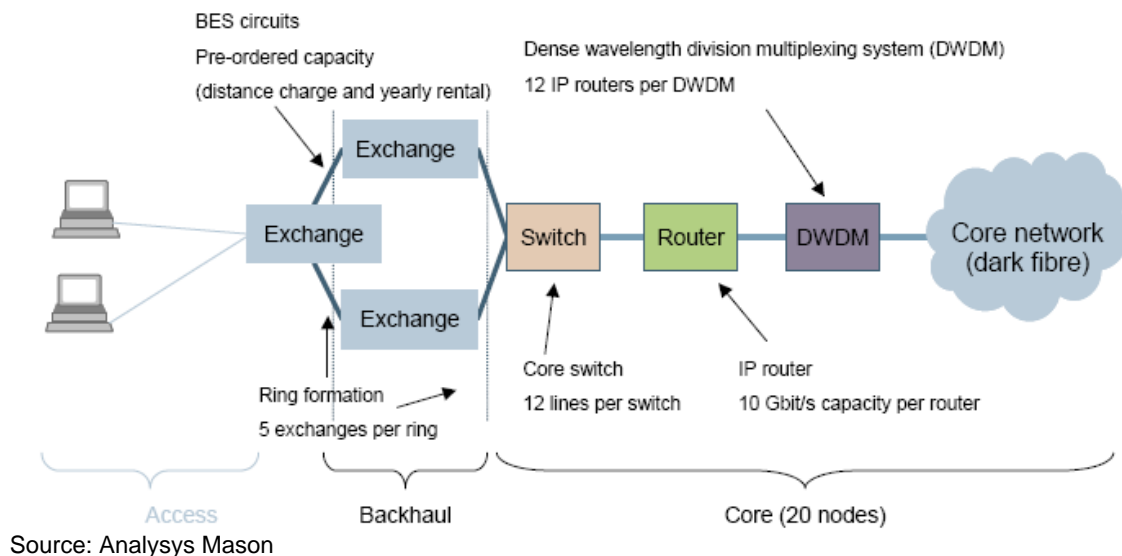 BES circuits
Pre-ordered capacity
(distance charge and yearly rental)
Dense wavelength division multiplexing system (DWDM)
12 IP routers per DWDM
Exchange
Exchange
Exchange
Switch
Router
DWDM
Core network
(dark fibre)
Ring formation
5 exchanges per ring
Core switch
12 lines per switch
IP router
10 Gbit/s capacity per router
Access
Backhaul
Core (20 nodes)
Source: Analysys Mason